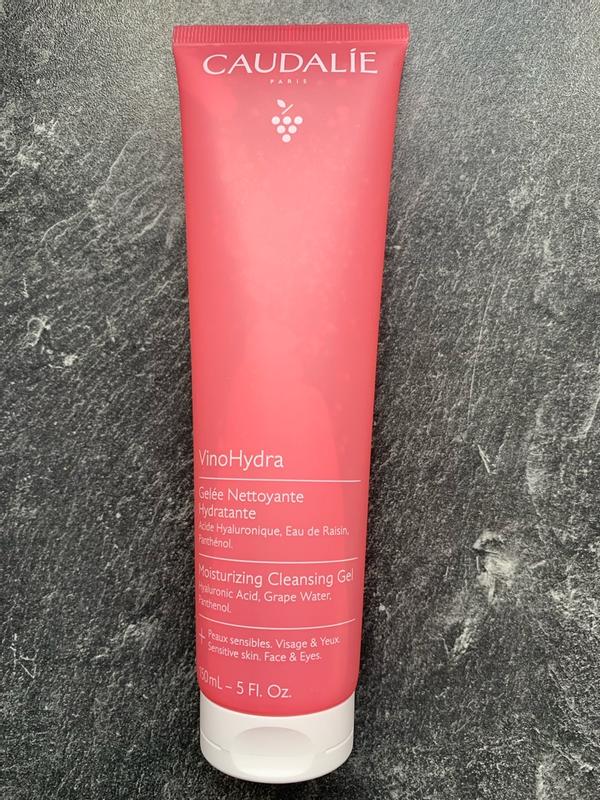 CAUDALÍE
PARIS
VinoHydra
Gelée Nettoyante
Hydratante
Acide Hyaluronique, Eau de Raisin,
Panthénol.
Moisturizing Cleansing Gel
Hyaluronic Acid, Grape Water,
Panthenol.
+ Peaux sensibles. Visage & Yeux.
Sensitive skin. Face & Eyes.
150mL – 5 Fl. Oz.